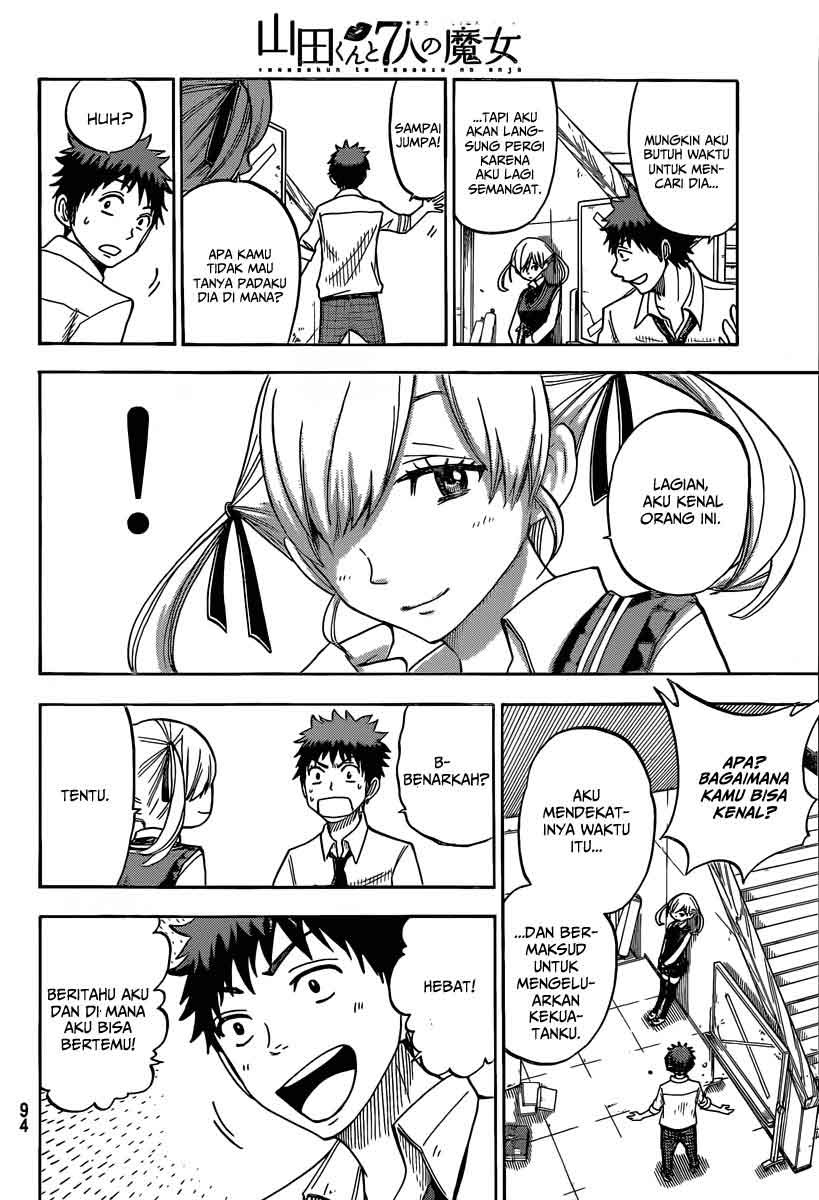 山田くんと7人の魔女
MUNGKIN AKU
BUTUH WAKTU
UNTUK MEN-
CARI DIA...
...TAPI AKU
AKAN LANG-
SUNG PERGI
KARENA
AKU LAGI
SEMANGAT.
SAMPAI
JUMPA!
APA KAMU
TIDAK MAU
TANYA PADAKU
DIA DI MANA?
HUH?
LAGIAN,
AKU KENAL
ORANG INI.
!
APA?
BAGAIMANA
KAMU BISA
KENAL?
AKU
MENDEKAT-
INYA WAKTU
ITU...
...DAN BER-
MAKSUD
UNTUK
MENGELU-
ARKAN
KEKUA-
TANKU.
B-
BENARKAH?
TENTU.
HEBAT!
BERITAHU AKU
DAN DI MANA
AKU BISA
BERTEMU!
94